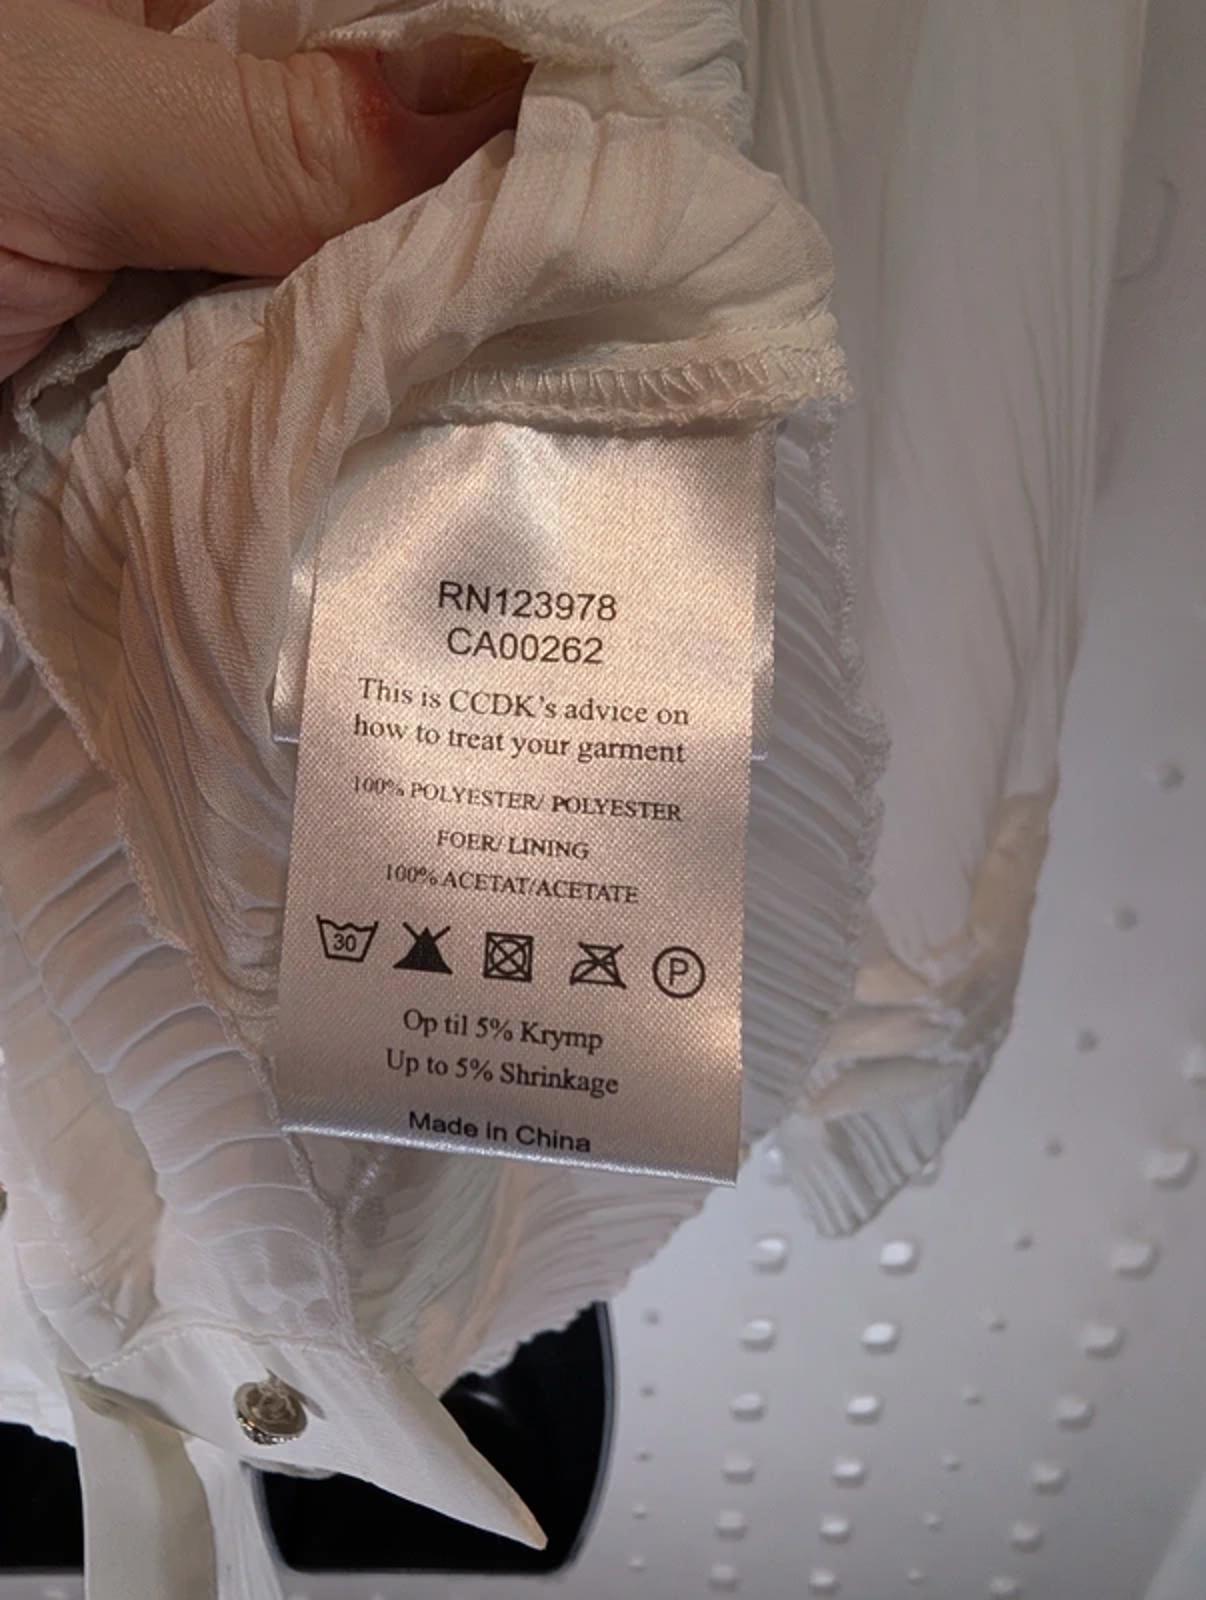 RN123978
CA00262
This is CCDK's advice on
how to treat your garment
100% POLYESTER/ POLYESTER
FOER/ LINING
100% ACETAT/ACETATE
30
P
Op til 5% Krymp
Up to 5% Shrinkage
Made in China